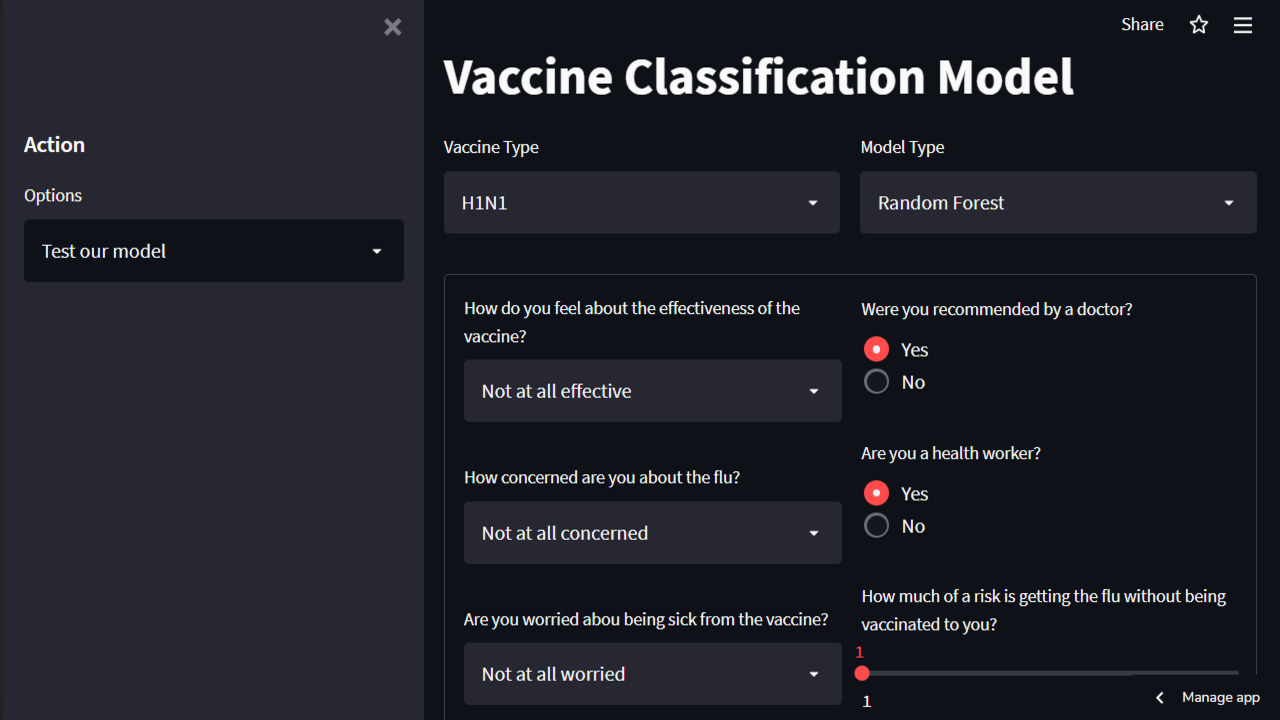 Share
Vaccine Classification Model
Action
Options
Test our model
Vaccine Type
H1N1
Model Type
Random Forest
How do you feel about the effectiveness of the
vaccine?
Not at all effective
How concerned are you about the flu?
Not at all concerned
Are you worried abou being sick from the vaccine?
Not at all worried
Were you recommended by a doctor?
Yes
No
Are you a health worker?
Yes
No
How much of a risk is getting the flu without being
vaccinated to you?
1
1
Manage app